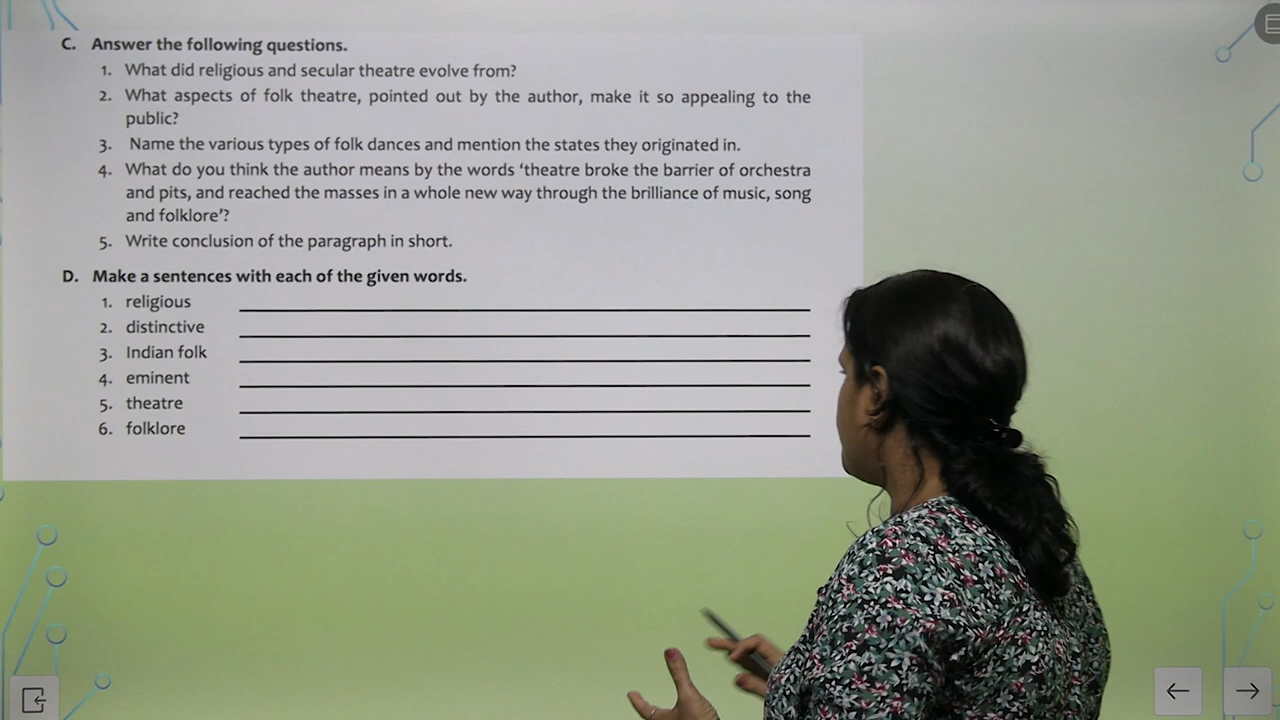 C. Answer the following questions.
1. What did religious and secular theatre evolve from?
2. What aspects of folk theatre, pointed out by the author, make it so appealing to the
public?
3. Name the various types of folk dances and mention the states they originated in.
4. What do you think the author means by the words ‘theatre broke the barrier of orchestra
and pits, and reached the masses in a whole new way through the brilliance of music, song
and folklore’?
5. Write conclusion of the paragraph in short.
D. Make a sentences with each of the given words.
1. religious
2. distinctive
3. Indian folk
4. eminent
5. theatre
6. folklore